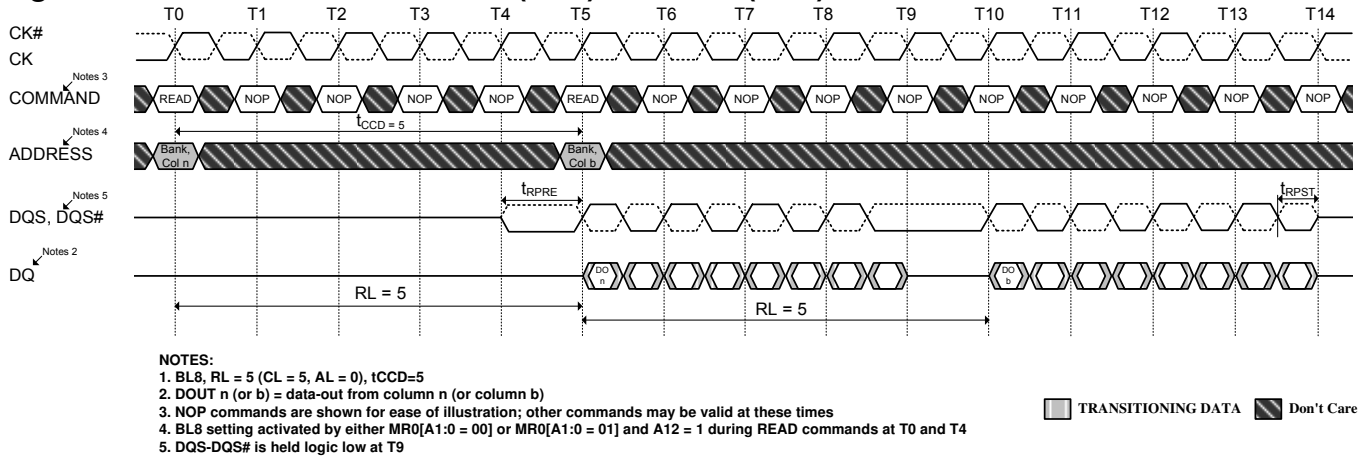 T0 T1 T2 T3 T4 T5 T6 T7 T8 T9 T10 T11 T12 T13 T14
CK#
CK
Notes 3
COMMAND
READ NOP NOP NOP NOP READ NOP NOP NOP NOP NOP NOP NOP NOP NOP
tCCD = 5
Notes 4
ADDRESS
Bank, Col n
Bank, Col b
tRPRE
tRPST
Notes 5
DQS, DQS#
Notes 2
DQ
DO n
DO b
RL = 5
RL = 5
NOTES:
1. BL8, RL = 5 (CL = 5, AL = 0), tCCD=5
2. DOUT n (or b) = data-out from column n (or column b)
3. NOP commands are shown for ease of illustration; other commands may be valid at these times
4. BL8 setting activated by either MR0[A1:0 = 00] or MR0[A1:0 = 01] and A12 = 1 during READ commands at T0 and T4
5. DQS-DQS# is held logic low at T9
TRANSITIONING DATA
Don't Care